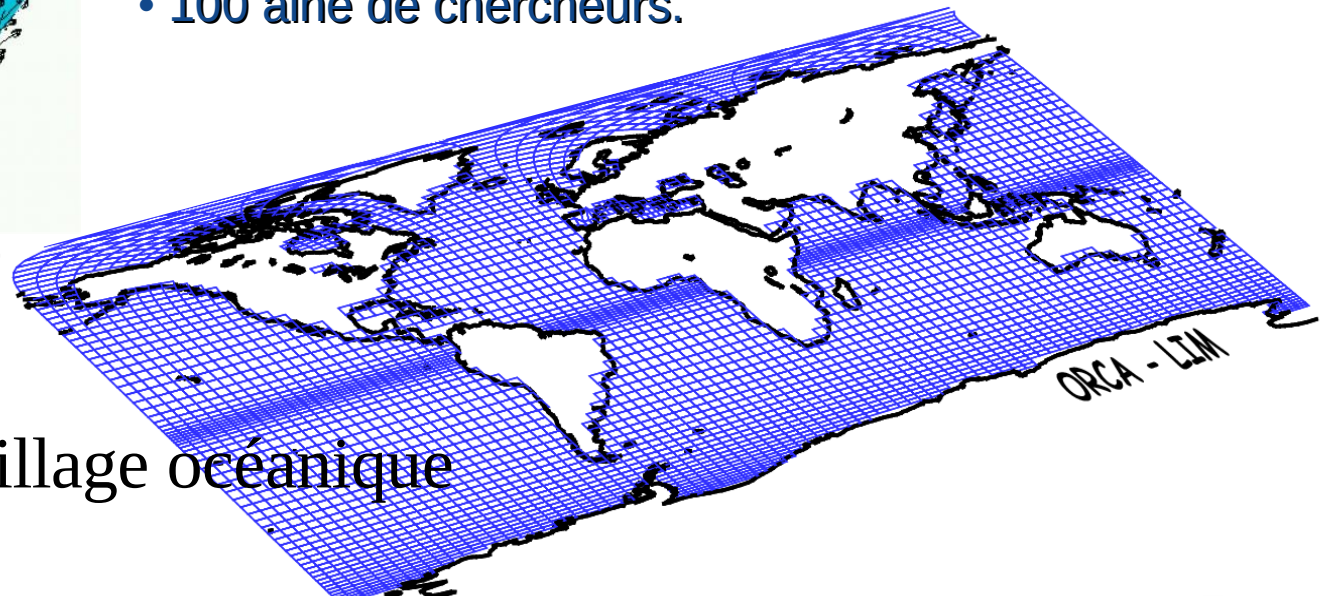 • 100 aine de chercheurs.
ORCA - LIM
illage océanique